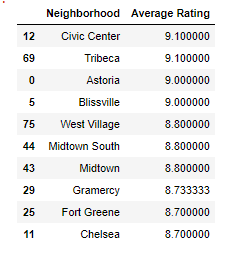 Neighborhood Average Rating
12 Civic Center 9.100000
69 Tribeca 9.100000
0 Astoria 9.000000
5 Blissville 9.000000
75 West Village 8.800000
44 Midtown South 8.800000
43 Midtown 8.800000
29 Gramercy 8.733333
25 Fort Greene 8.700000
11 Chelsea 8.700000